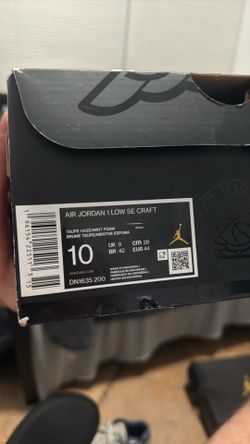 AIR JORDAN 1 LOW SE CRAFT
TAUPE HAZE/MINT FOAM
BRUME TAUPE/MENTHE ESPUMA
10
UK 9
CM 28
BR 42
EUR 44
DN1635 200